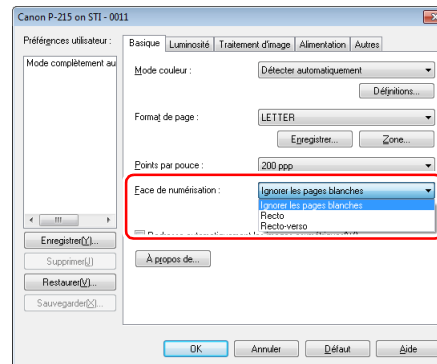 Canon P-215 on STI - 0011
Préférences utilisateur :
Mode complètement au
Enregistrer(Y)...
Supprimer(J)
Restaurer(V)...
Sauvegarder(X)...
Basique
Luminosité
Traitement d'image
Alimentation
Autres
Mode couleur :
Détecter automatiquement
Définitions...
Format de page :
LETTER
Enregistrer...
Zone...
Points par pouce :
200 ppp
Face de numérisation :
Ignorer les pages blanches
Ignorer les pages blanches
Recto
Recto-verso
À propos de...
OK
Annuler
Défaut
Aide